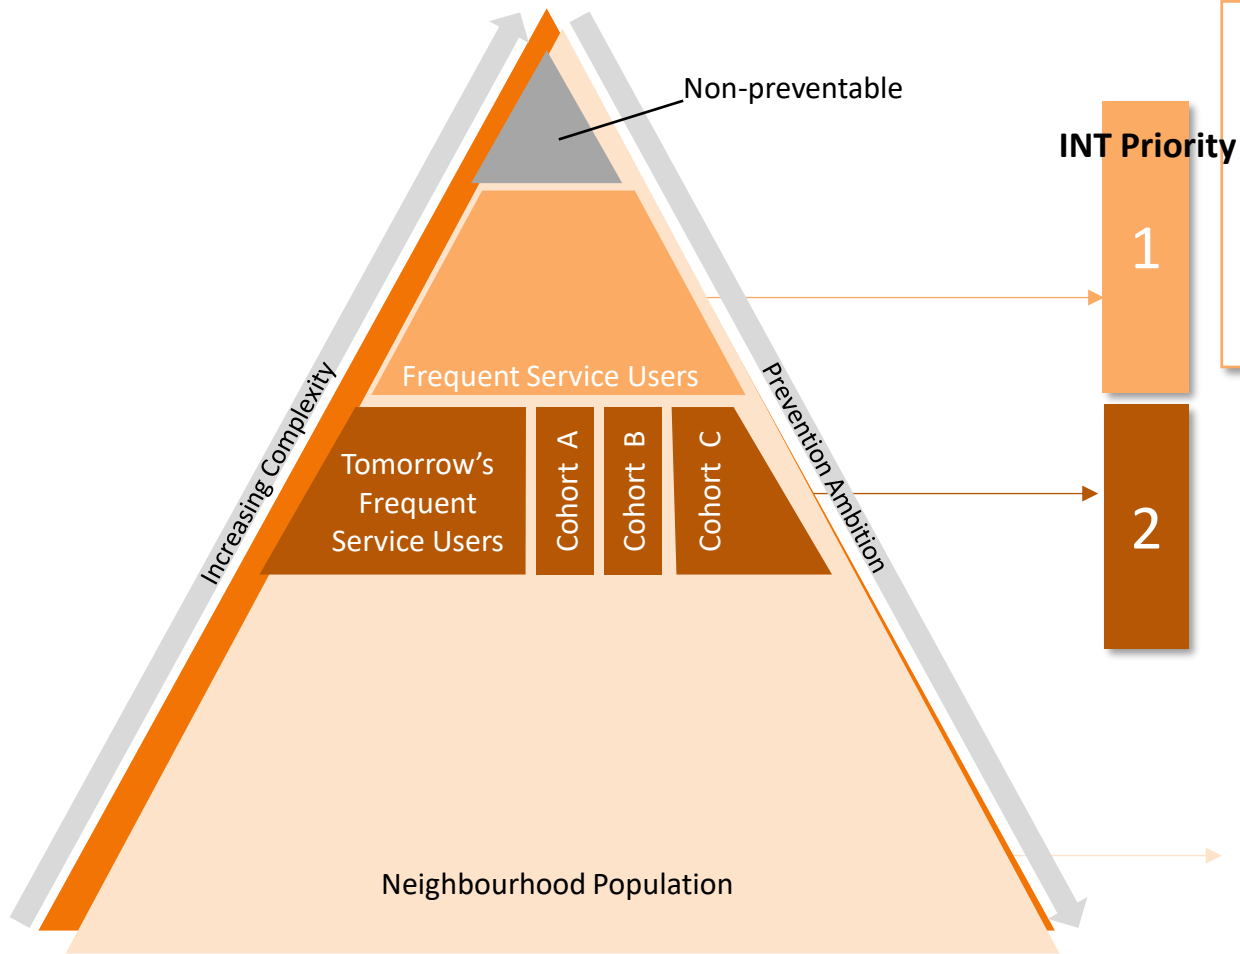 Non-preventable
INT Priority
1
Frequent Service Users
Increasing Complexity
Prevention Ambition
Tomorrow's
Frequent
Service Users
Cohort A
Cohort B
Cohort C
2
Neighbourhood Population